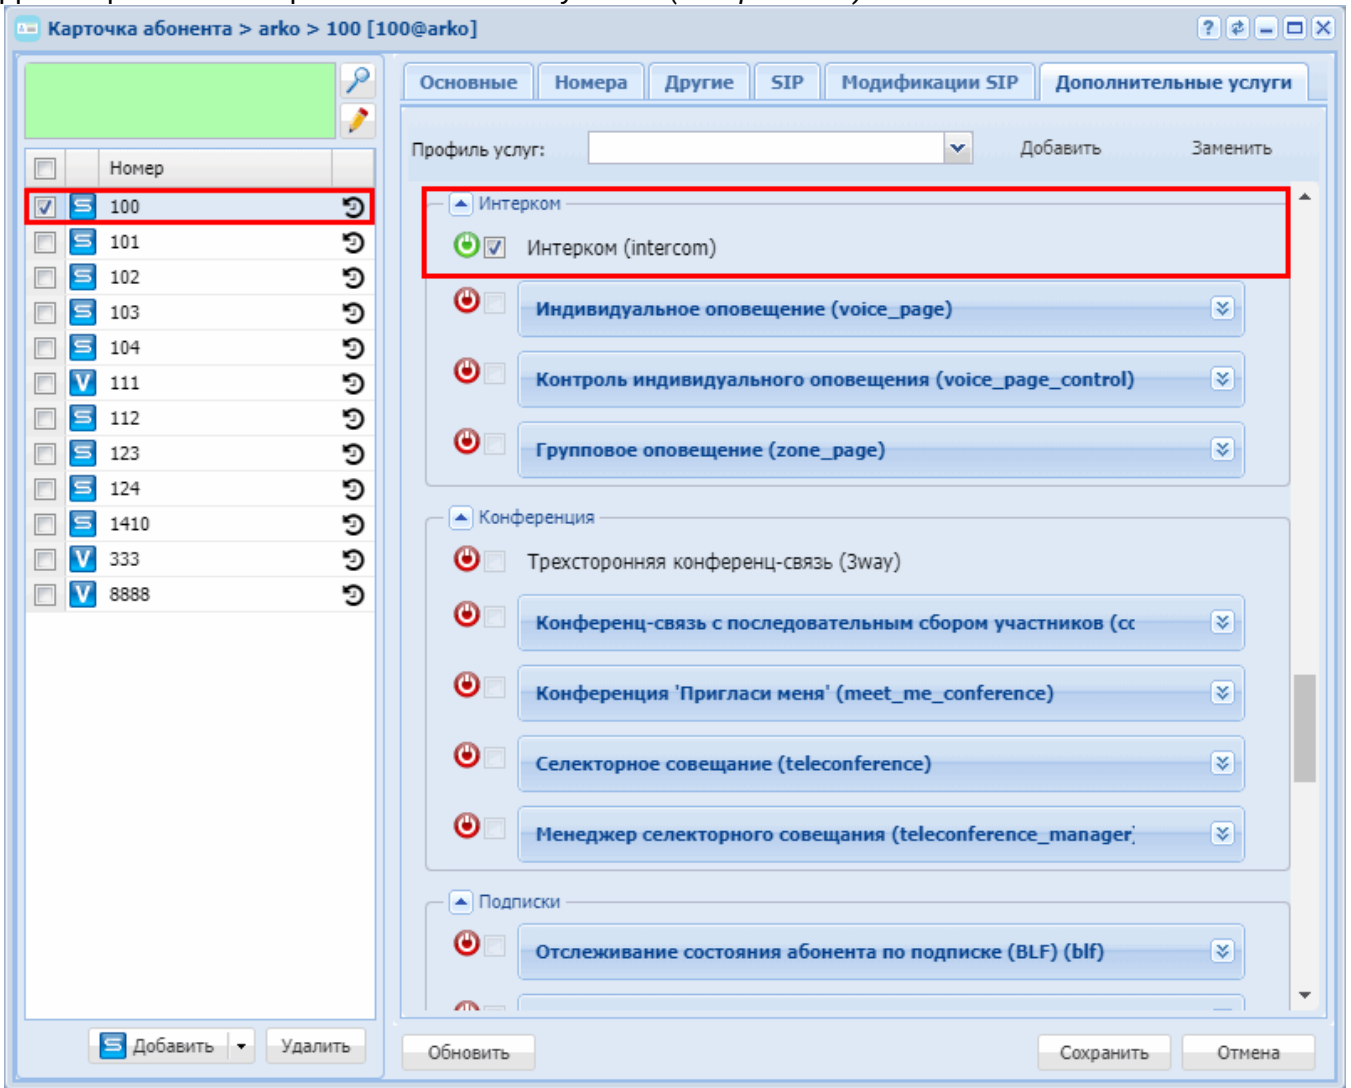 Карточка абонента > arko > 100 [100@arko]
Основные Номера Другие SIP Модификации SIP Дополнительные услуги
Профиль услуг: Добавить Заменить
Номер
100
101
102
103
104
111
112
123
124
1410
333
8888
Добавить Удалить
Интерком
Интерком (intercom)
Индивидуальное оповещение (voice_page)
Контроль индивидуального оповещения (voice_page_control)
Групповое оповещение (zone_page)
Конференция
Трехсторонняя конференц-связь (3way)
Конференц-связь с последовательным сбором участников (cc
Конференция 'Пригласи меня' (meet_me_conference)
Селекторное совещание (teleconference)
Менеджер селекторного совещания (teleconference_manager)
Подписки
Отслеживание состояния абонента по подписке (BLF) (blf)
Обновить Сохранить Отмена